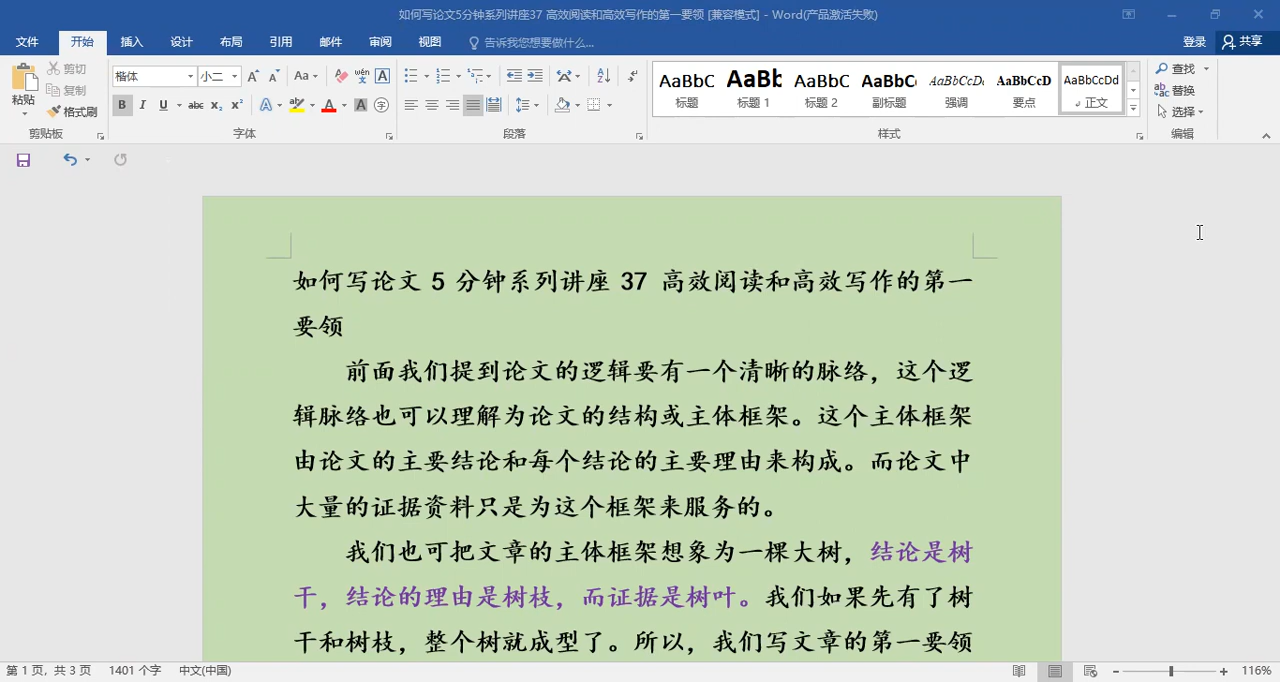 如何写论文5分钟系列讲座37 高效阅读和高效写作的第一要领 [兼容模式] - Word(产品激活失败)
文件 开始 插入 设计 布局 引用 邮件 审阅 视图 告诉我您想要做什么... 登录 共享
剪切
复制
格式刷
粘贴
剪贴板
楷体 小二
字体
段落
AaBbC AaBb AaBbC AaBbC AaBbCcDc AaBbCcD AaBbCcDd
标题 标题 1 标题 2 副标题 强调 要点 正文
样式
查找
替换
选择
编辑
如何写论文 5 分钟系列讲座 37 高效阅读和高效写作的第一
要领
前面我们提到论文的逻辑要有一个清晰的脉络，这个逻
辑脉络也可以理解为论文的结构或主体框架。这个主体框架
由论文的主要结论和每个结论的主要理由来构成。而论文中
大量的证据资料只是为这个框架来服务的。
我们也可把文章的主体框架想象为一棵大树，结论是树
干，结论的理由是树枝，而证据是树叶。我们如果先有了树
干和树枝，整个树就成型了。所以，我们写文章的第一要领
第 1 页，共 3 页 1401 个字 中文(中国) 116%